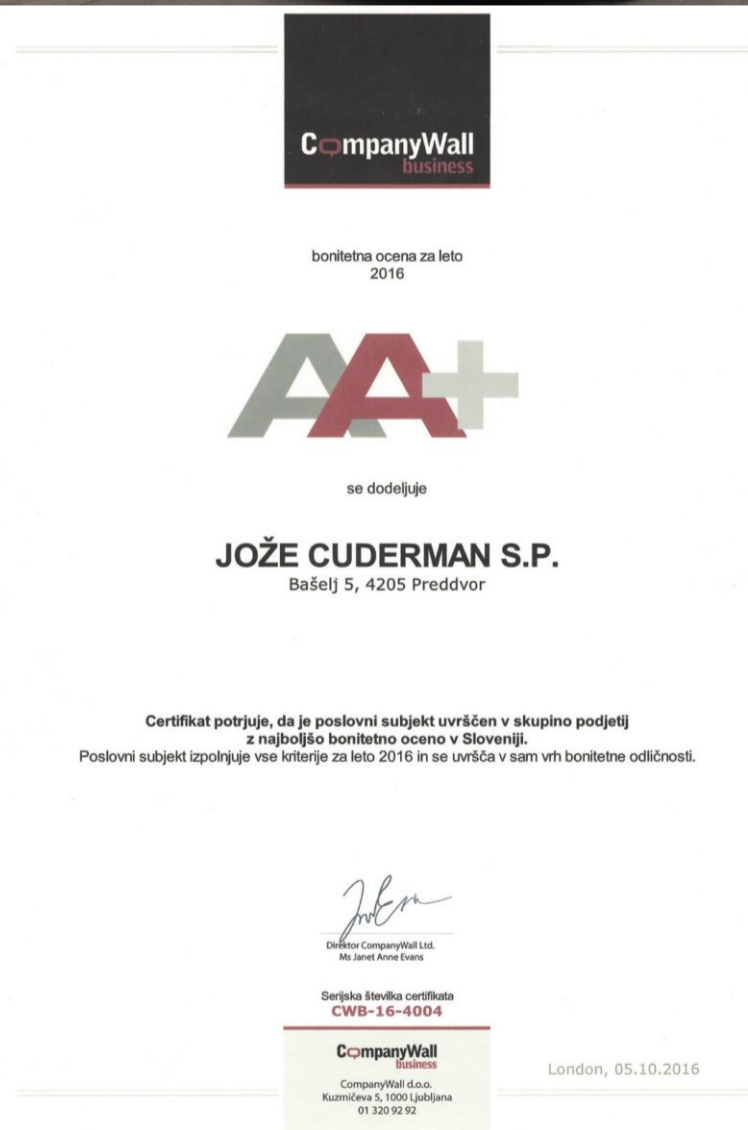 CompanyWall
business
bonitetna ocena za leto
2016
AA+
se dodeljuje
JOŽE CUDERMAN S.P.
Bašelj 5, 4205 Preddvor
Certifikat potrjuje, da je poslovni subjekt uvrščen v skupino podjetij
z najboljšo bonitetno oceno v Sloveniji.
Poslovni subjekt izpolnjuje vse kriterije za leto 2016 in se uvršča v sam vrh bonitetne odličnosti.
Direktor CompanyWall Ltd.
Ms Janet Anne Evans
Serijska številka certifikata
CWB-16-4004
CompanyWall
business
CompanyWall d.o.o.
Kuzmičeva 5, 1000 Ljubljana
01 320 92 92
London, 05.10.2016